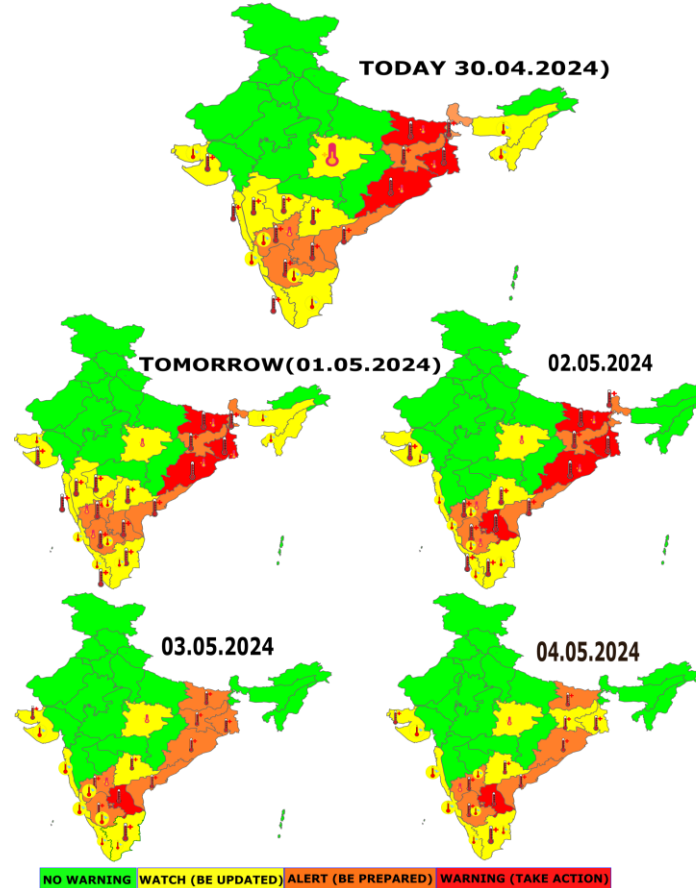 TODAY 30.04.2024)
TOMORROW(01.05.2024)
02.05.2024
03.05.2024
04.05.2024
NO WARNING WATCH (BE UPDATED) ALERT (BE PREPARED) WARNING (TAKE ACTION)